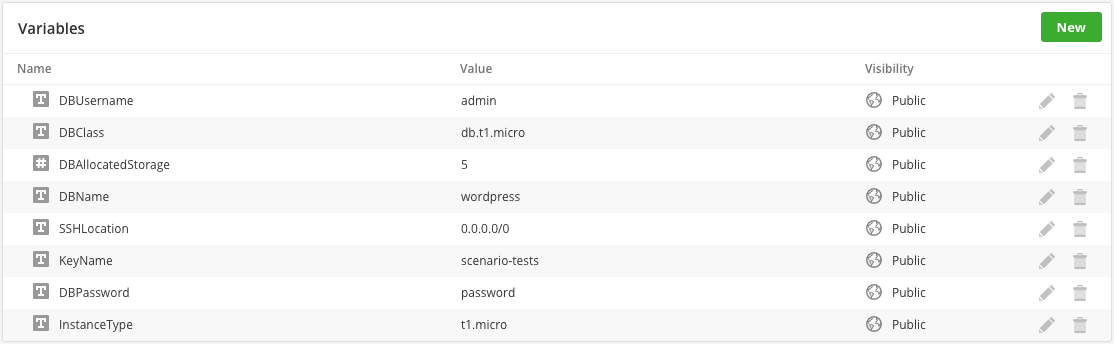 Variables New
Name Value Visibility
T DBUsername admin Public
T DBClass db.t1.micro Public
# DBAllocatedStorage 5 Public
T DBName wordpress Public
T SSHLocation 0.0.0.0/0 Public
T KeyName scenario-tests Public
T DBPassword password Public
T InstanceType t1.micro Public